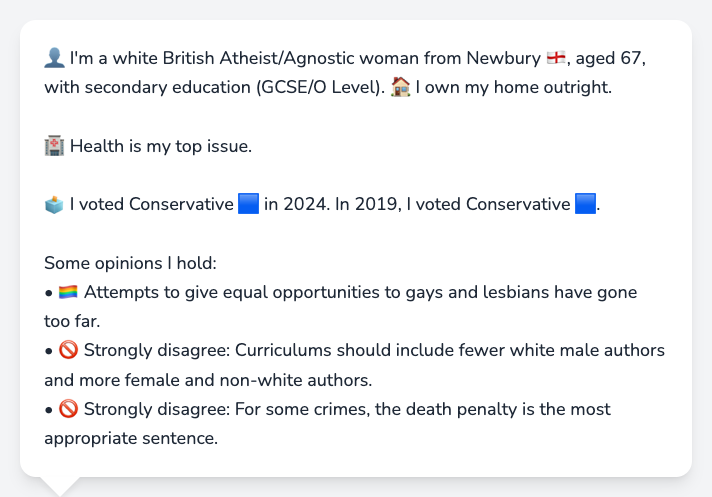 👤 I'm a white British Atheist/Agnostic woman from Newbury 🏴󠁧󠁢󠁥󠁮󠁧󠁿, aged 67,
with secondary education (GCSE/O Level). 🏠 I own my home outright.
🏥 Health is my top issue.
🗳️ I voted Conservative 🟦 in 2024. In 2019, I voted Conservative 🟦.
Some opinions I hold:
• 🏳️‍🌈 Attempts to give equal opportunities to gays and lesbians have gone
too far.
• 🚫 Strongly disagree: Curriculums should include fewer white male authors
and more female and non-white authors.
• 🚫 Strongly disagree: For some crimes, the death penalty is the most
appropriate sentence.